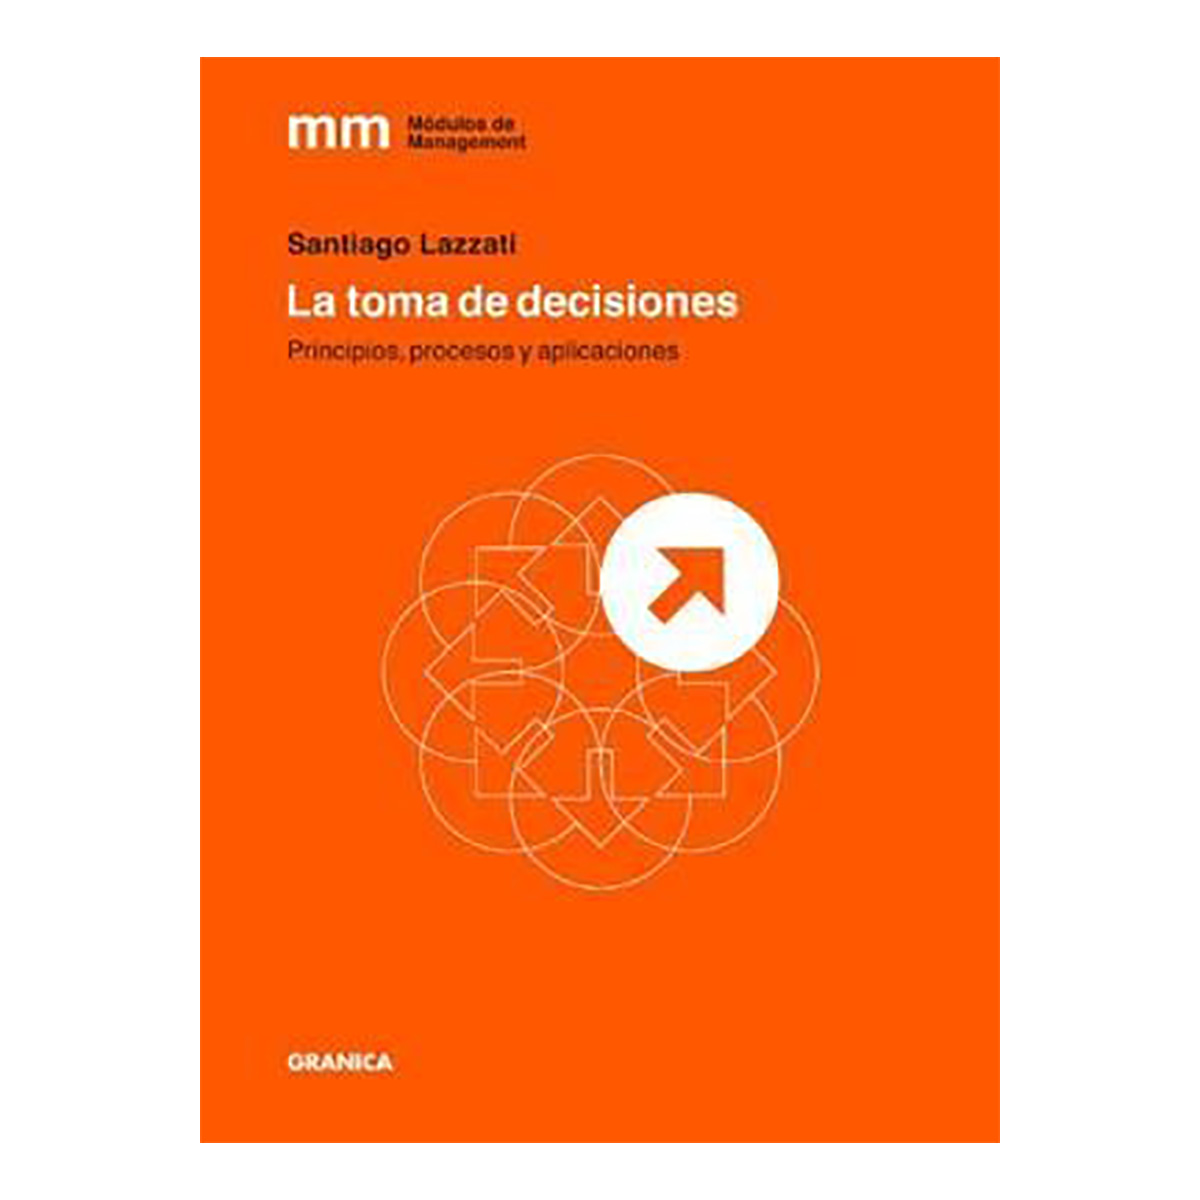 mm
Módulos de
Management
Santiago Lazzati
La toma de decisiones
Principios, procesos y aplicaciones
GRANICA